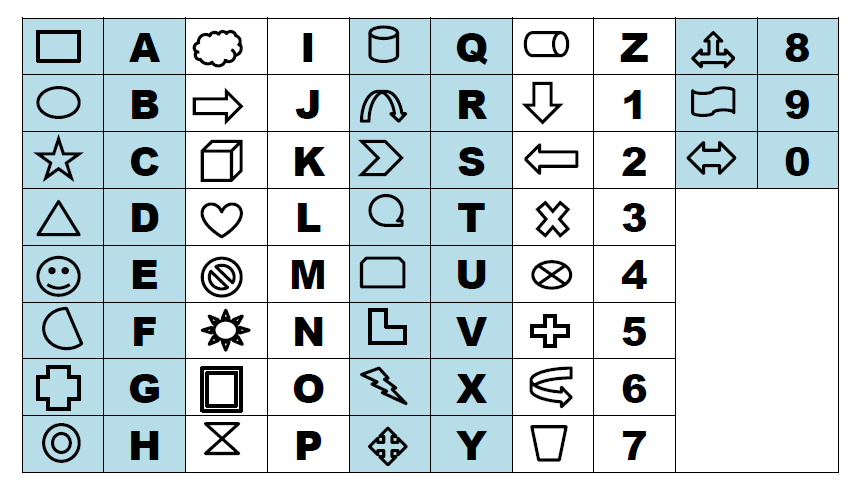 A I Q Z 8
B J R 1 9
C K S 2 0
D L T 3
E M U 4
F N V 5
G O X 6
H P Y 7